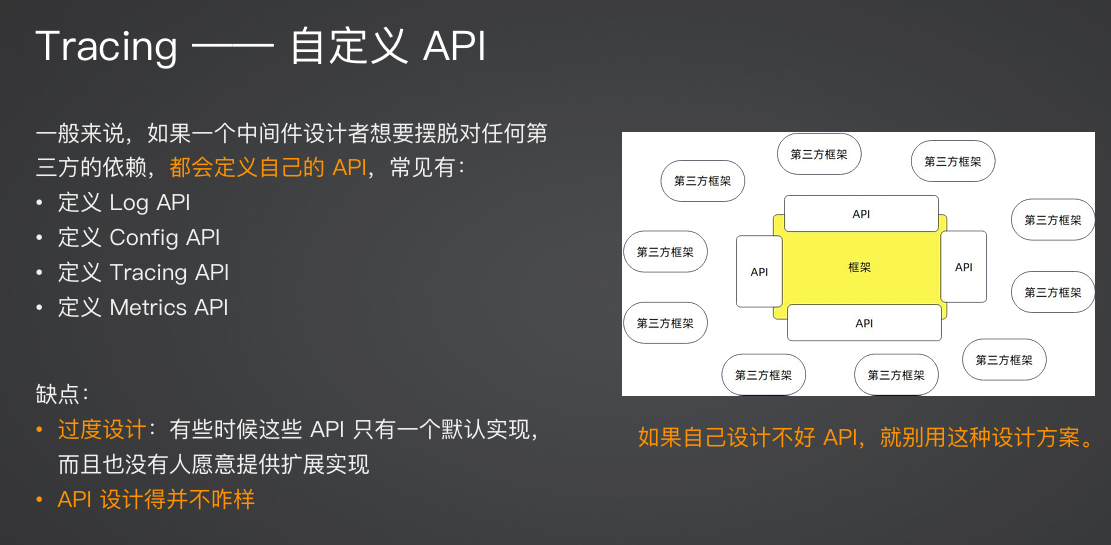 Tracing —— 自定义 API
一般来说，如果一个中间件设计者想要摆脱对任何第
三方的依赖，都会定义自己的 API，常见有：
• 定义 Log API
• 定义 Config API
• 定义 Tracing API
• 定义 Metrics API
缺点：
• 过度设计：有些时候这些 API 只有一个默认实现，
而且也没有人愿意提供扩展实现
• API 设计得并不咋样
第三方框架
第三方框架
第三方框架
第三方框架
API
第三方框架
API
框架
API
第三方框架
第三方框架
API
第三方框架
第三方框架
第三方框架
如果自己设计不好 API，就别用这种设计方案。